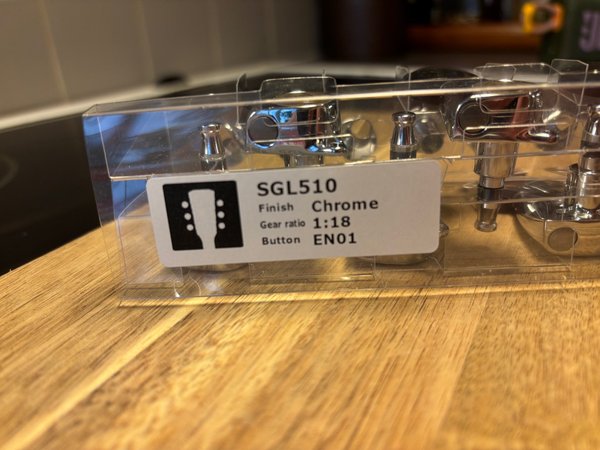 SGL510
Finish Chrome
Gear ratio 1:18
Button EN01